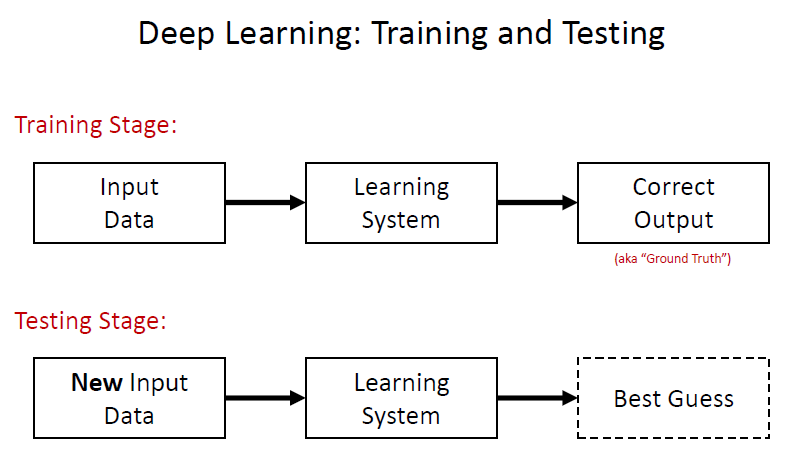 Deep Learning: Training and Testing
Training Stage:
Input
Data
Learning
System
Correct
Output
(aka “Ground Truth”)
Testing Stage:
New Input
Data
Learning
System
Best Guess